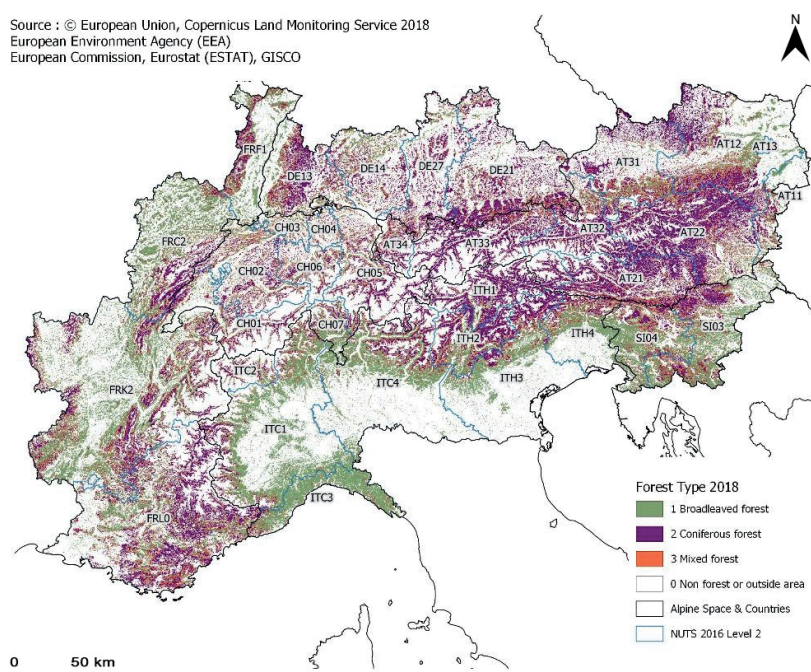 Source : © European Union, Copernicus Land Monitoring Service 2018
European Environment Agency (EEA)
European Commission, Eurostat (ESTAT), GISCO
N
FRF1
DE13
DE14
DE27
DE21
AT31
AT12
AT13
AT11
FRC2
CH03
CH04
CH02
CH06
CH05
AT34
AT33
AT32
AT22
AT21
CH01
CH07
ITH1
ITH2
ITH4
ITH3
SI04
SI03
FRK2
ITC2
ITC4
ITC1
ITC3
FRL0
Forest Type 2018
1 Broadleaved forest
2 Coniferous forest
3 Mixed forest
0 Non forest or outside area
Alpine Space & Countries
NUTS 2016 Level 2
0 50 km